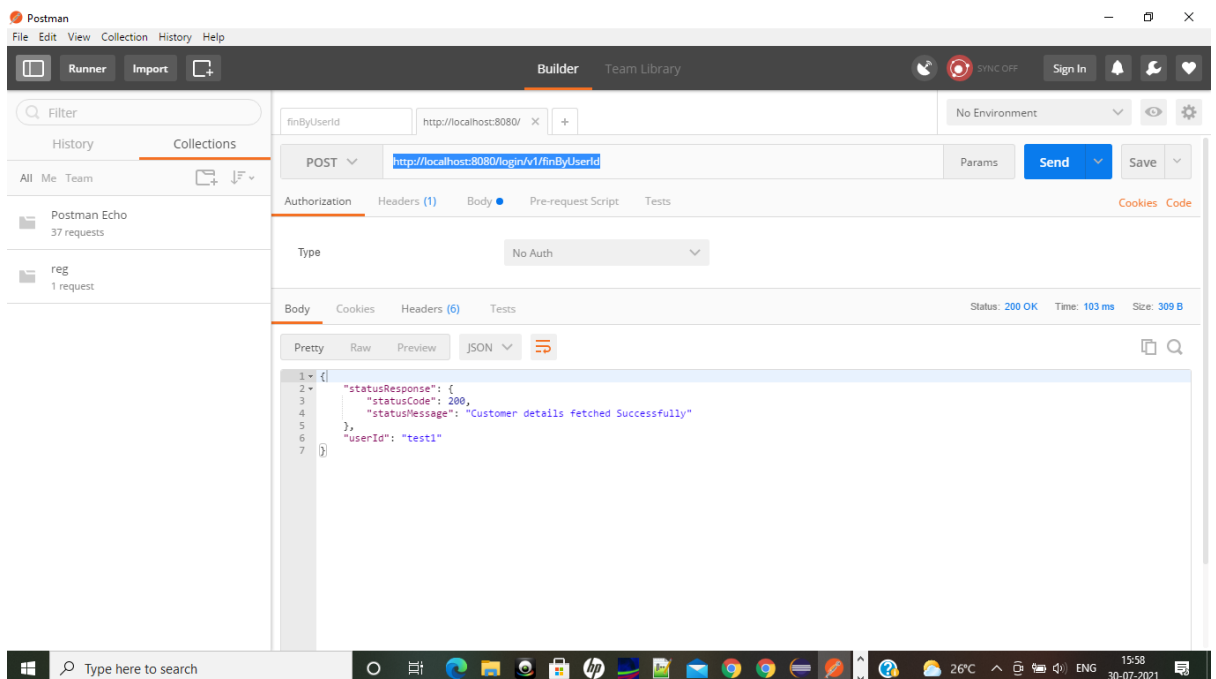 Postman
File Edit View Collection History Help
Runner Import Builder Team Library SYNC OFF Sign In
Filter
History Collections
All Me Team
Postman Echo
37 requests
reg
1 request
finByUserId http://localhost:8080/ No Environment
POST http://localhost:8080/login/v1/finByUserId Params Send Save
Authorization Headers (1) Body Pre-request Script Tests Cookies Code
Type No Auth
Body Cookies Headers (6) Tests Status: 200 OK Time: 103 ms Size: 309 B
Pretty Raw Preview JSON
1 {
2 "statusResponse": {
3 "statusCode": 200,
4 "statusMessage": "Customer details fetched Successfully"
5 },
6 "userId": "test1"
7 }
Type here to search hp 26°C ENG 15:58
30-07-2021